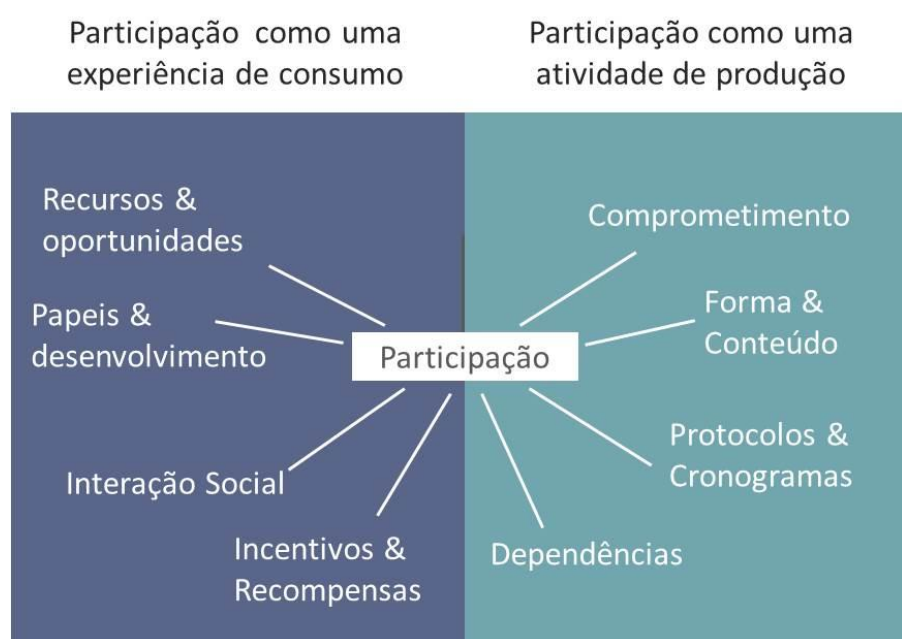 Participação como uma
experiência de consumo
Participação como uma
atividade de produção
Recursos &
oportunidades
Papeis &
desenvolvimento
Interação Social
Incentivos &
Recompensas
Participação
Comprometimento
Forma &
Conteúdo
Protocolos &
Cronogramas
Dependências